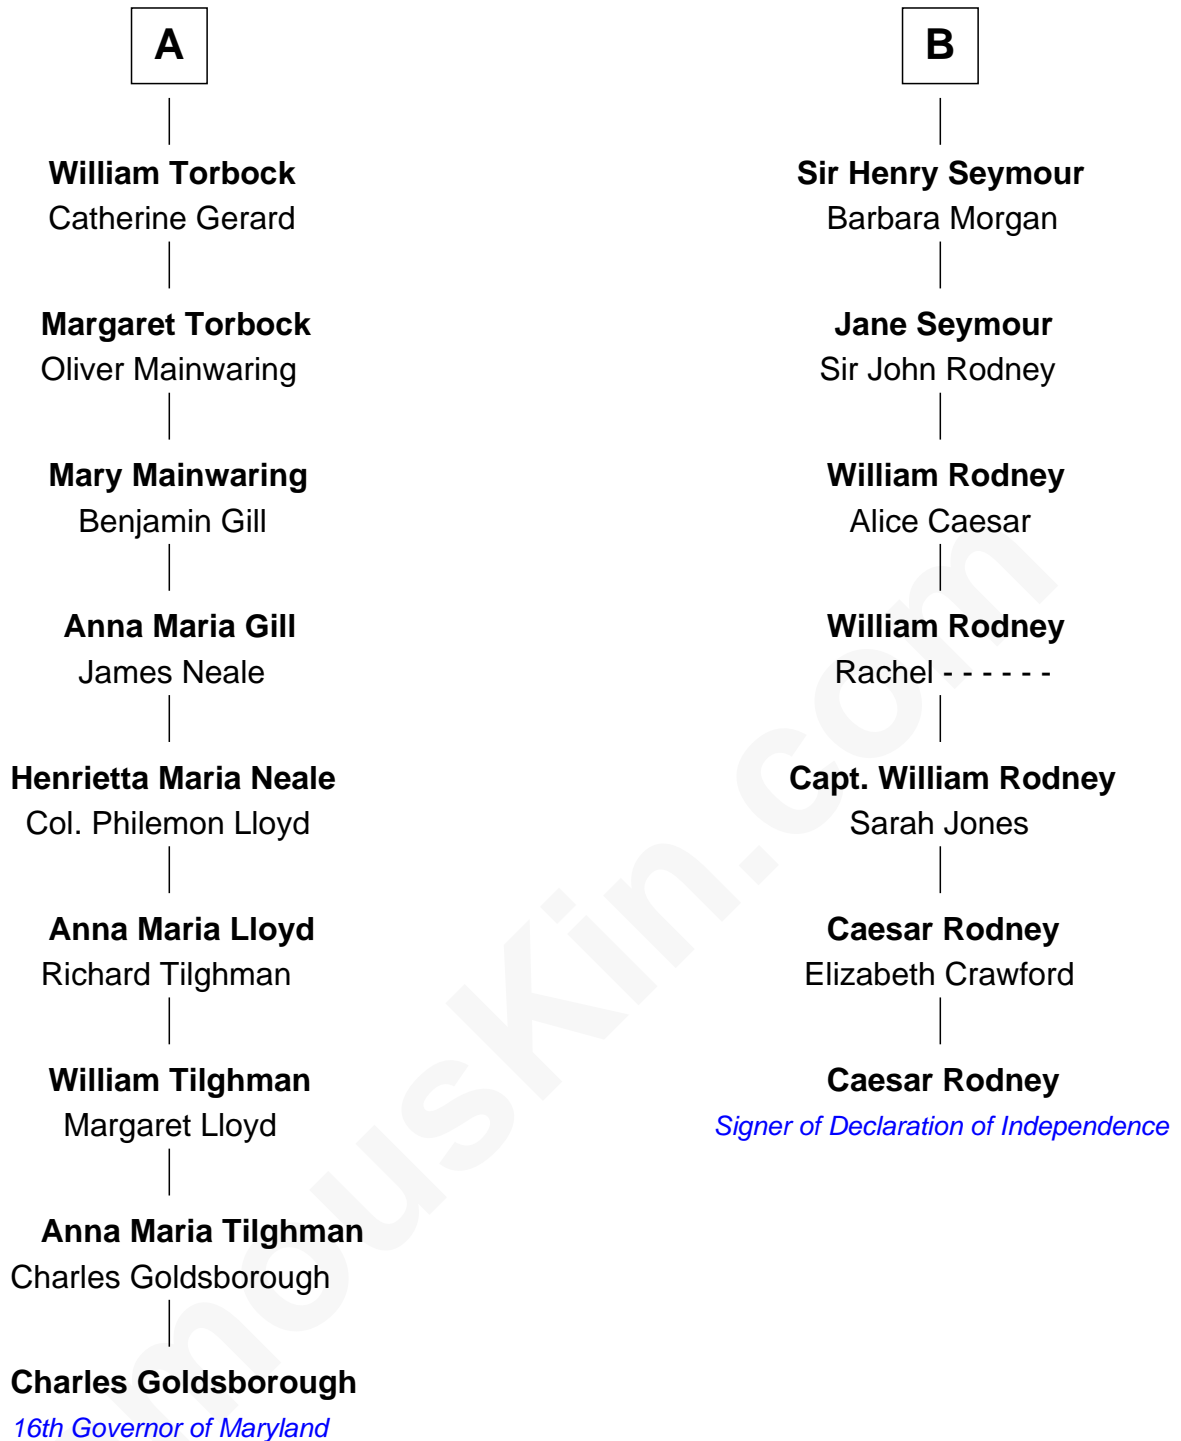 A
William Torbock
Catherine Gerard
Margaret Torbock
Oliver Mainwaring
Mary Mainwaring
Benjamin Gill
Anna Maria Gill
James Neale
Henrietta Maria Neale
Col. Philemon Lloyd
Anna Maria Lloyd
Richard Tilghman
William Tilghman
Margaret Lloyd
Anna Maria Tilghman
Charles Goldsborough
Charles Goldsborough
16th Governor of Maryland
B
Sir Henry Seymour
Barbara Morgan
Jane Seymour
Sir John Rodney
William Rodney
Alice Caesar
William Rodney
Rachel - - - - - -
Capt. William Rodney
Sarah Jones
Caesar Rodney
Elizabeth Crawford
Caesar Rodney
Signer of Declaration of Independence
mousKin.com